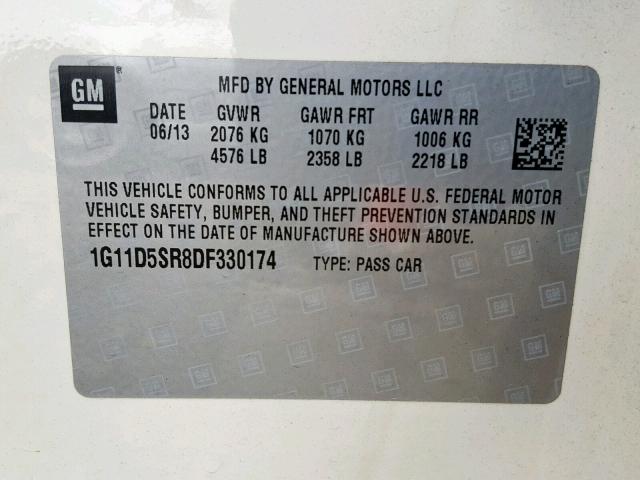 GM ®
MFD BY GENERAL MOTORS LLC
DATE GVWR GAWR FRT GAWR RR
06/13 2076 KG 1070 KG 1006 KG
4576 LB 2358 LB 2218 LB
THIS VEHICLE CONFORMS TO ALL APPLICABLE U.S. FEDERAL MOTOR
VEHICLE SAFETY, BUMPER, AND THEFT PREVENTION STANDARDS IN
EFFECT ON THE DATE OF MANUFACTURE SHOWN ABOVE.
1G11D5SR8DF330174 TYPE: PASS CAR